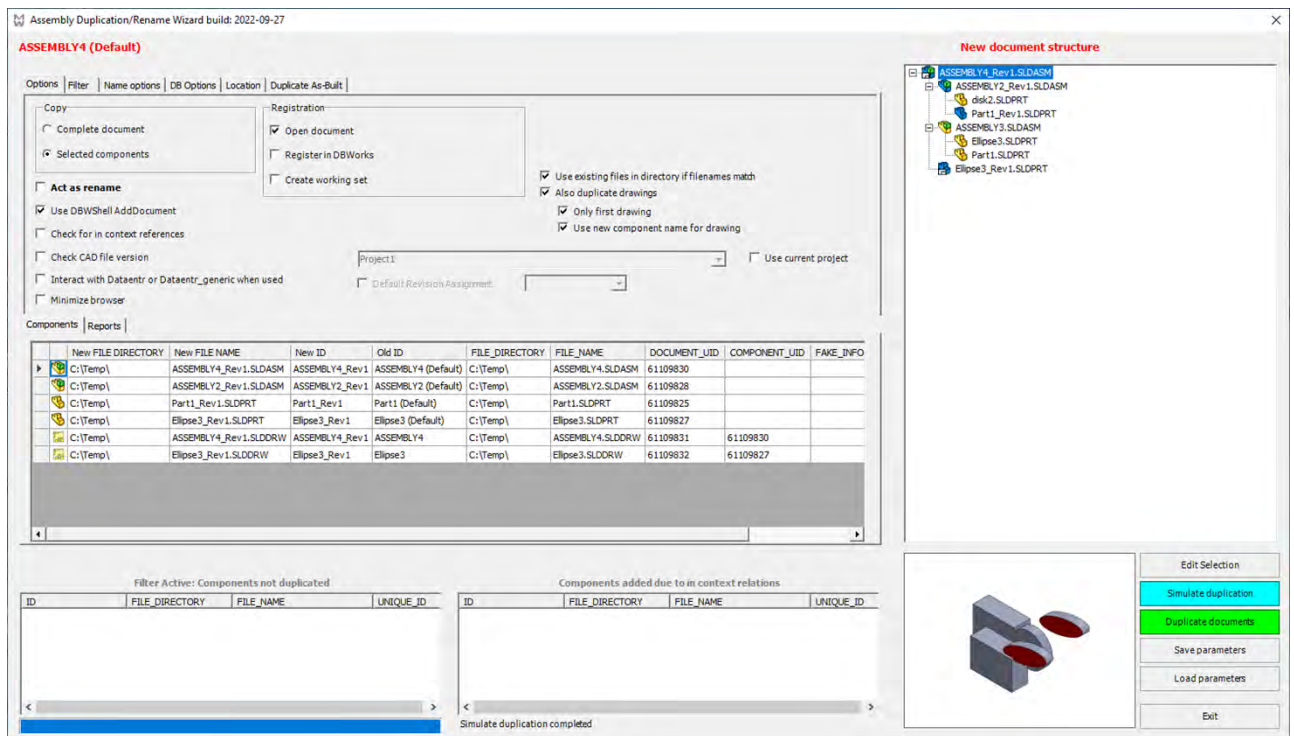 Assembly Duplication/Rename Wizard build: 2022-09-27
ASSEMBLY4 (Default)
Options Filter Name options DB Options Location Duplicate As-Built
Copy
Complete document
Selected components
Registration
Open document
Register in DBWorks
Create working set
Act as rename
Use DBWShell AddDocument
Check for in context references
Check CAD file version
Interact with Dataentr or Dataentr_generic when used
Minimize browser
Use existing files in directory if filenames match
Also duplicate drawings
Only first drawing
Use new component name for drawing
Project1
Use current project
Default Revision Assignment
Components Reports
New FILE DIRECTORY New FILE NAME New ID Old ID FILE_DIRECTORY FILE_NAME DOCUMENT_UID COMPONENT_UID FAKE_INFO
C:\Temp\ ASSEMBLY4_Rev1.SLDASM ASSEMBLY4_Rev1 ASSEMBLY4 (Default) C:\Temp\ ASSEMBLY4.SLDASM 61109830
C:\Temp\ ASSEMBLY2_Rev1.SLDASM ASSEMBLY2_Rev1 ASSEMBLY2 (Default) C:\Temp\ ASSEMBLY2.SLDASM 61109828
C:\Temp\ Part1_Rev1.SLDPRT Part1_Rev1 Part1 (Default) C:\Temp\ Part1.SLDPRT 61109825
C:\Temp\ Ellipse3_Rev1.SLDPRT Ellipse3_Rev1 Ellipse3 (Default) C:\Temp\ Ellipse3.SLDPRT 61109827
C:\Temp\ ASSEMBLY4_Rev1.SLDDRW ASSEMBLY4_Rev1 ASSEMBLY4 C:\Temp\ ASSEMBLY4.SLDDRW 61109831 61109830
C:\Temp\ Ellipse3_Rev1.SLDDRW Ellipse3_Rev1 Ellipse3 C:\Temp\ Ellipse3.SLDDRW 61109832 61109827
Filter Active: Components not duplicated
ID FILE_DIRECTORY FILE_NAME UNIQUE_ID
Components added due to in context relations
ID FILE_DIRECTORY FILE_NAME UNIQUE_ID
Simulate duplication completed
New document structure
ASSEMBLY4_Rev1.SLDASM
ASSEMBLY2_Rev1.SLDASM
disk2.SLDPRT
Part1_Rev1.SLDPRT
ASSEMBLY3.SLDASM
Ellipse3.SLDPRT
Part1.SLDPRT
Ellipse3_Rev1.SLDPRT
Edit Selection
Simulate duplication
Duplicate documents
Save parameters
Load parameters
Exit